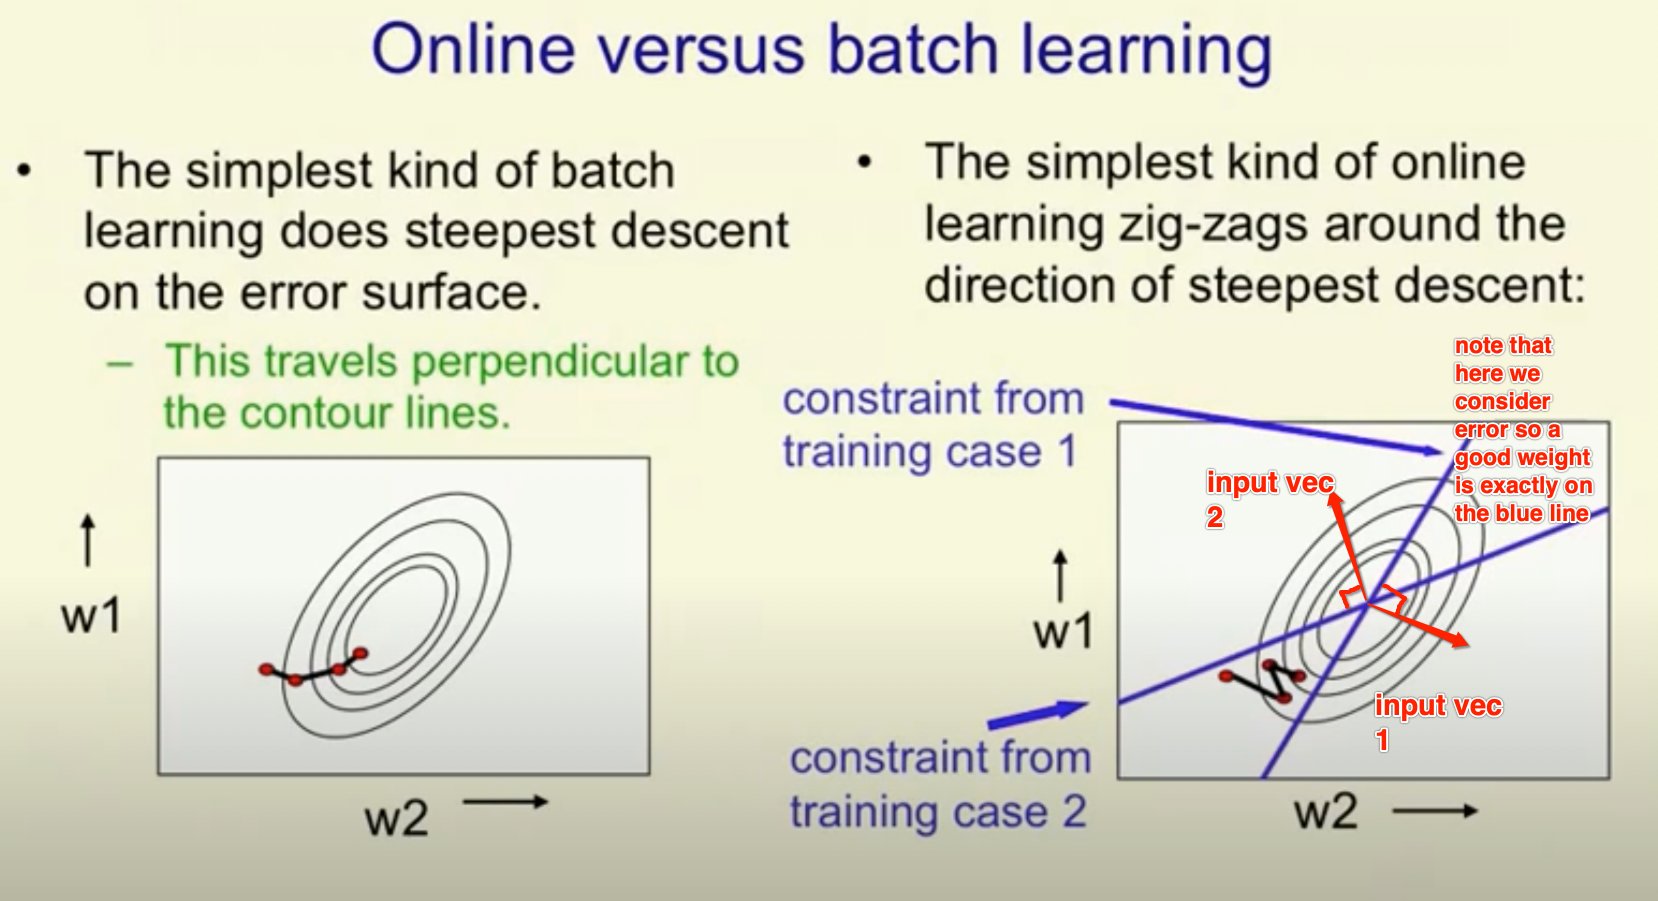 Online versus batch learning
• The simplest kind of batch
learning does steepest descent
on the error surface.
– This travels perpendicular to
the contour lines.
w1
w2
• The simplest kind of online
learning zig-zags around the
direction of steepest descent:
constraint from
training case 1
note that
here we
consider
error so a
good weight
is exactly on
the blue line
input vec
2
w1
input vec
1
constraint from
training case 2
w2